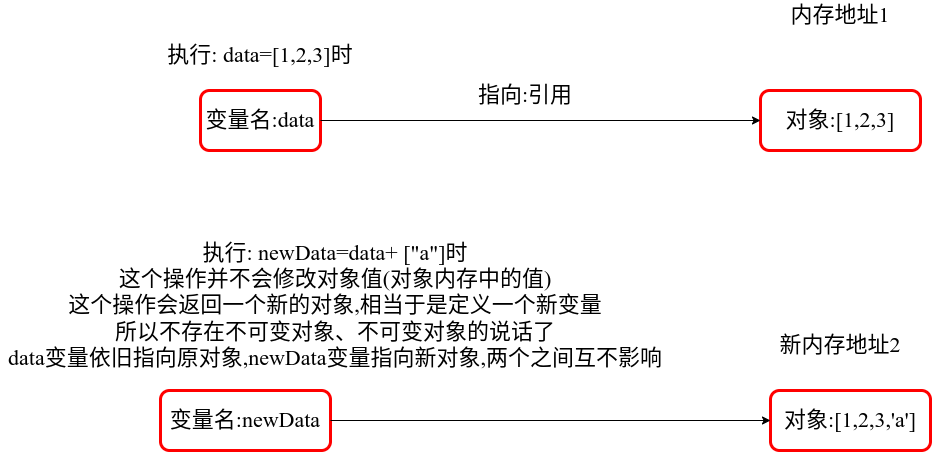 内存地址1
执行: data=[1,2,3]时
指向:引用
变量名:data
对象:[1,2,3]
执行: newData=data+ ["a"]时
这个操作并不会修改对象值(对象内存中的值)
这个操作会返回一个新的对象,相当于是定义一个新变量
所以不存在不可变对象、不可变对象的说话了
data变量依旧指向原对象,newData变量指向新对象,两个之间互不影响
新内存地址2
变量名:newData
对象:[1,2,3,'a']